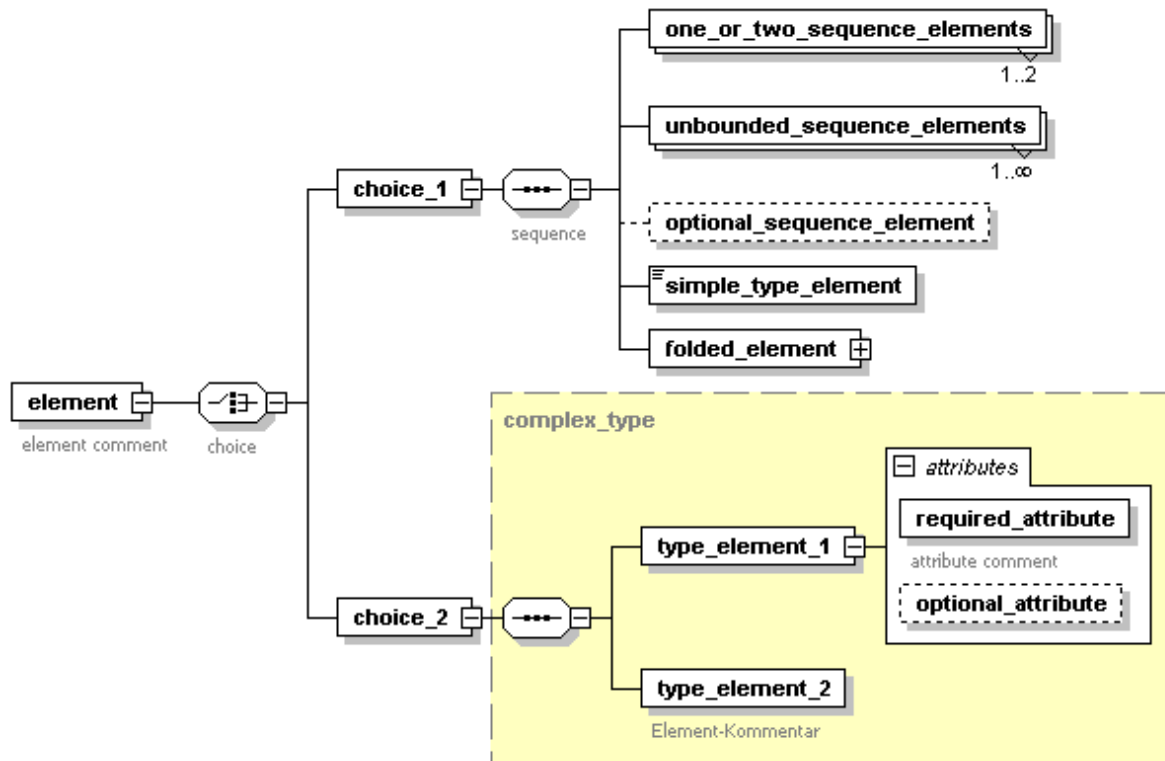 one_or_two_sequence_elements
1..2
unbounded_sequence_elements
1..∞
choice_1
sequence
optional_sequence_element
simple_type_element
folded_element
element
element comment
choice
complex_type
attributes
required_attribute
attribute comment
optional_attribute
type_element_1
choice_2
type_element_2
Element-Kommentar